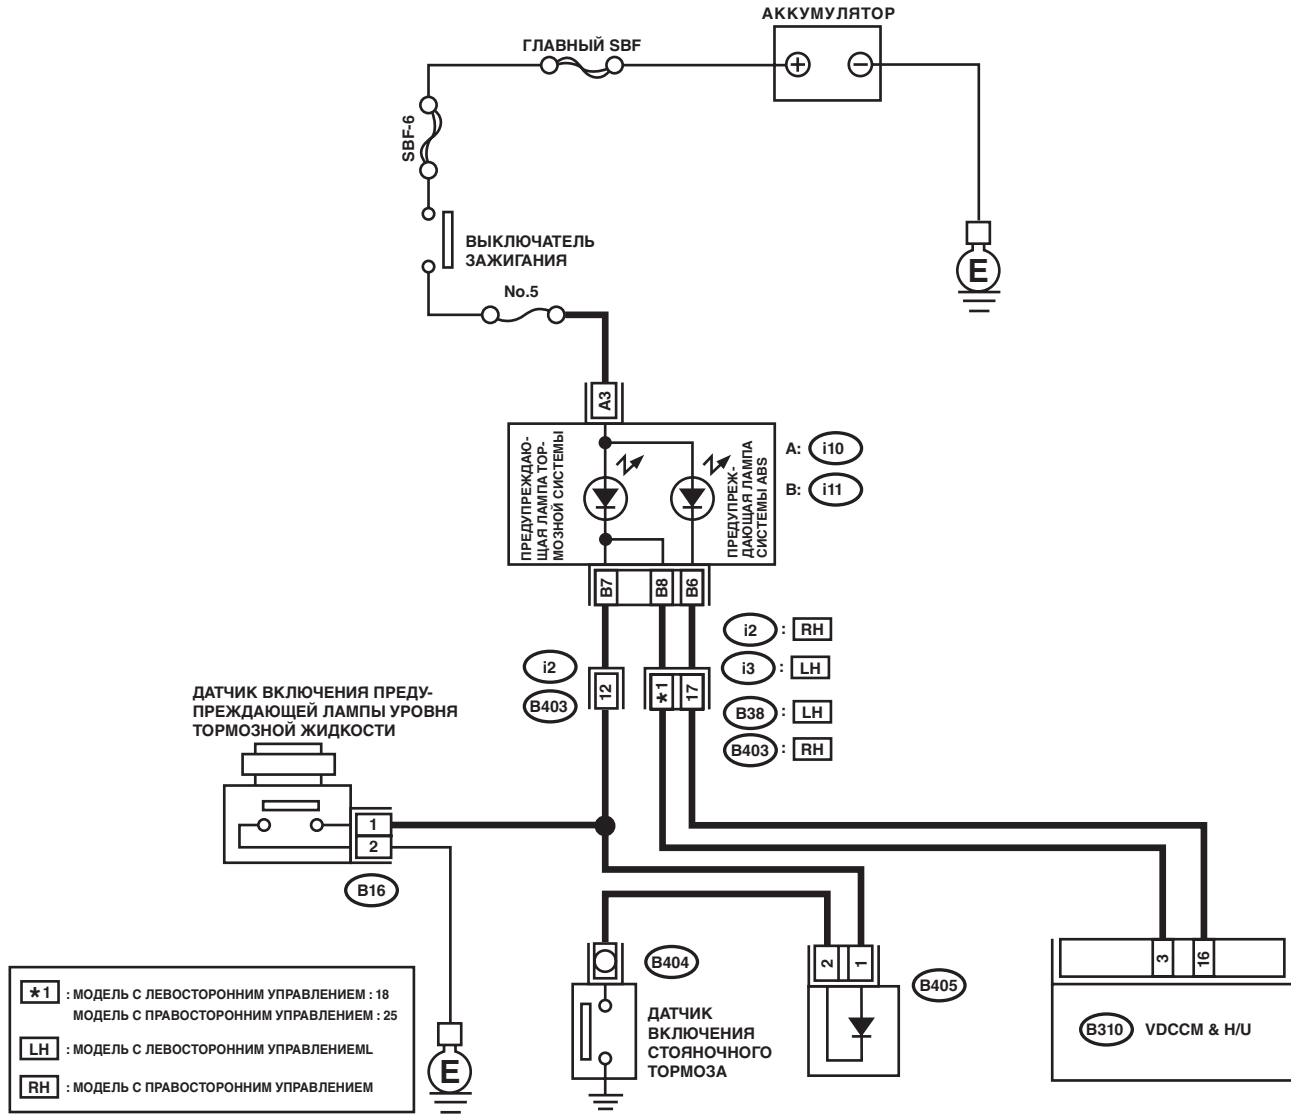 АККУМУЛЯТОР
ГЛАВНЫЙ SBF
SBF-6
ВЫКЛЮЧАТЕЛЬ
ЗАЖИГАНИЯ
No.5
E
A3
ПРЕДУПРЕЖДАЮ-
ЩАЯ ЛАМПА ТОР-
МОЗНОЙ СИСТЕМЫ
ПРЕДУПРЕЖ-
ДАЮЩАЯ ЛАМПА
СИСТЕМЫ ABS
A: i10
B: i11
B7
B8
B6
i2 : RH
i3 : LH
B38 : LH
B403 : RH
i2
B403
12
*1
17
ДАТЧИК ВКЛЮЧЕНИЯ ПРЕДУ-
ПРЕЖДАЮЩЕЙ ЛАМПЫ УРОВНЯ
ТОРМОЗНОЙ ЖИДКОСТИ
1
2
B16
B404
ДАТЧИК
ВКЛЮЧЕНИЯ
СТОЯНОЧНОГО
ТОРМОЗА
2
1
B405
3
16
B310 VDCCM & H/U
*1 : МОДЕЛЬ С ЛЕВОСТОРОННИМ УПРАВЛЕНИЕМ : 18
МОДЕЛЬ С ПРАВОСТОРОННИМ УПРАВЛЕНИЕМ : 25
LH : МОДЕЛЬ С ЛЕВОСТОРОННИМ УПРАВЛЕНИЕМL
RH : МОДЕЛЬ С ПРАВОСТОРОННИМ УПРАВЛЕНИЕМ
E